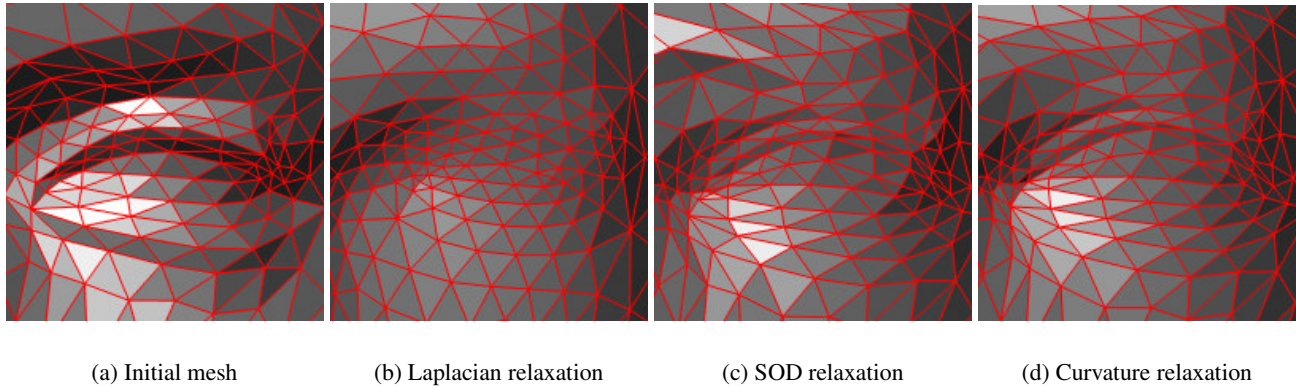 (a) Initial mesh
(b) Laplacian relaxation
(c) SOD relaxation
(d) Curvature relaxation